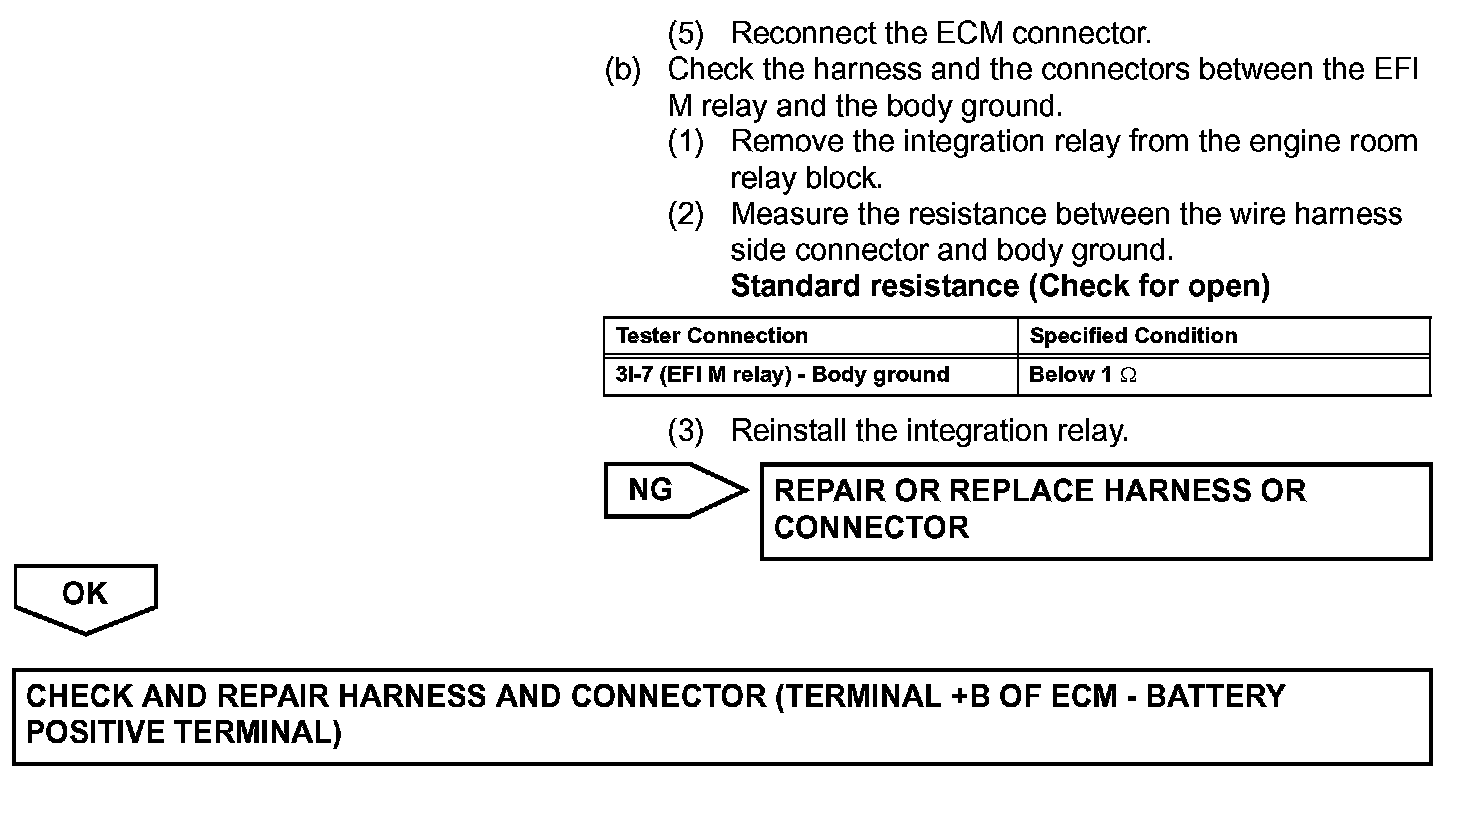 (5) Reconnect the ECM connector.
(b) Check the harness and the connectors between the EFI
M relay and the body ground.
(1) Remove the integration relay from the engine room
relay block.
(2) Measure the resistance between the wire harness
side connector and body ground.
Standard resistance (Check for open)
Tester Connection Specified Condition
3I-7 (EFI M relay) - Body ground Below 1 Ω
(3) Reinstall the integration relay.
NG REPAIR OR REPLACE HARNESS OR
CONNECTOR
OK
CHECK AND REPAIR HARNESS AND CONNECTOR (TERMINAL +B OF ECM - BATTERY
POSITIVE TERMINAL)